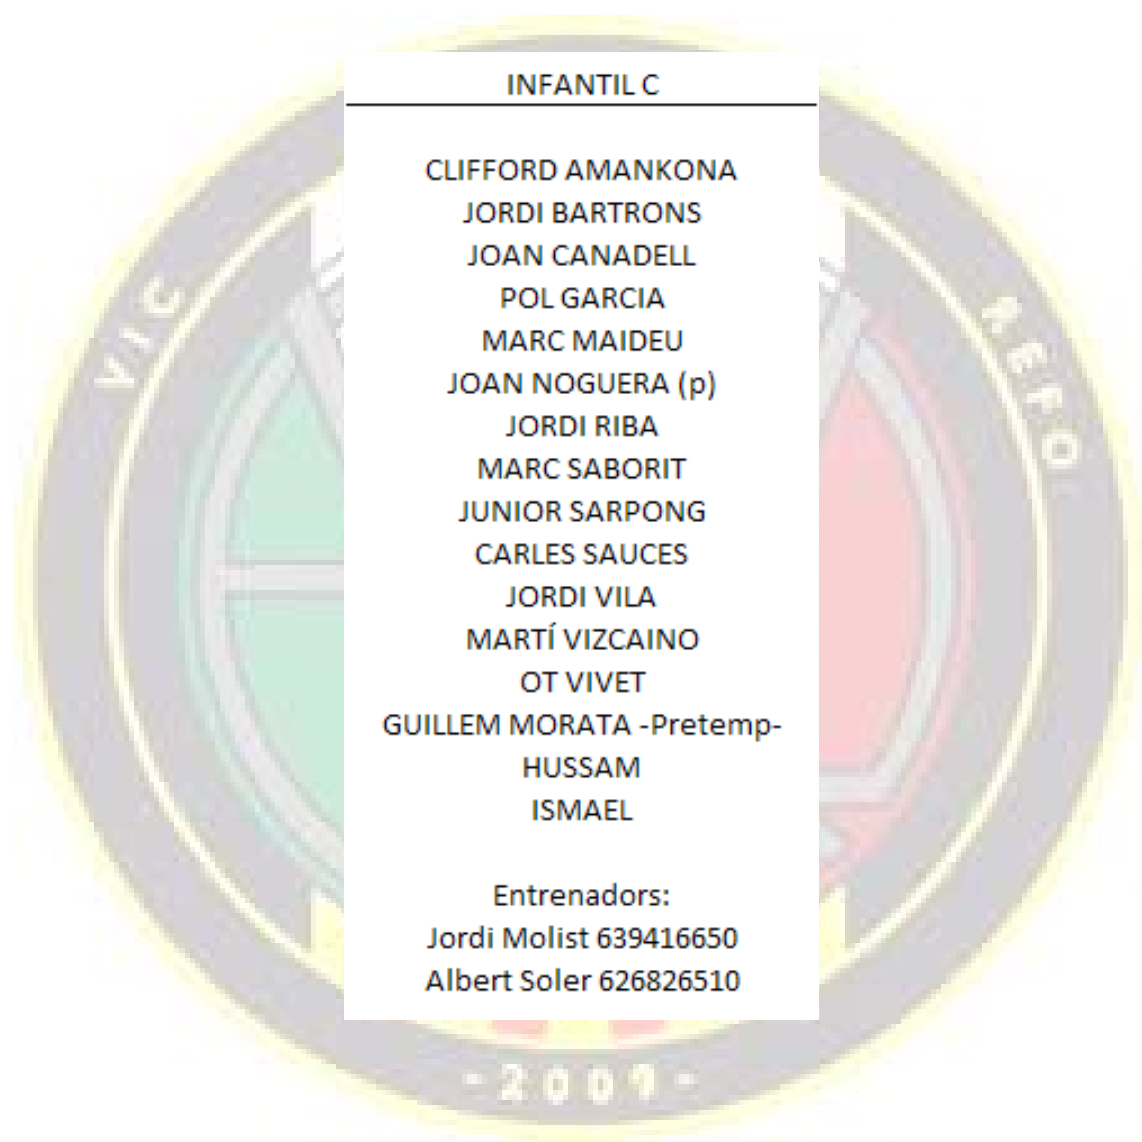 INFANTIL C
CLIFFORD AMANKONA
JORDI BARTRONS
JOAN CANADELL
POL GARCIA
MARC MAIDEU
JOAN NOGUERA (p)
JORDI RIBA
MARC SABORIT
JUNIOR SARPONG
CARLES SAUCES
JORDI VILA
MARTÍ VIZCAINO
OT VIVET
GUILLEM MORATA -Pretemp-
HUSSAM
ISMAEL
Entrenadors:
Jordi Molist 639416650
Albert Soler 626826510
VIC
REFO
- 2009 -